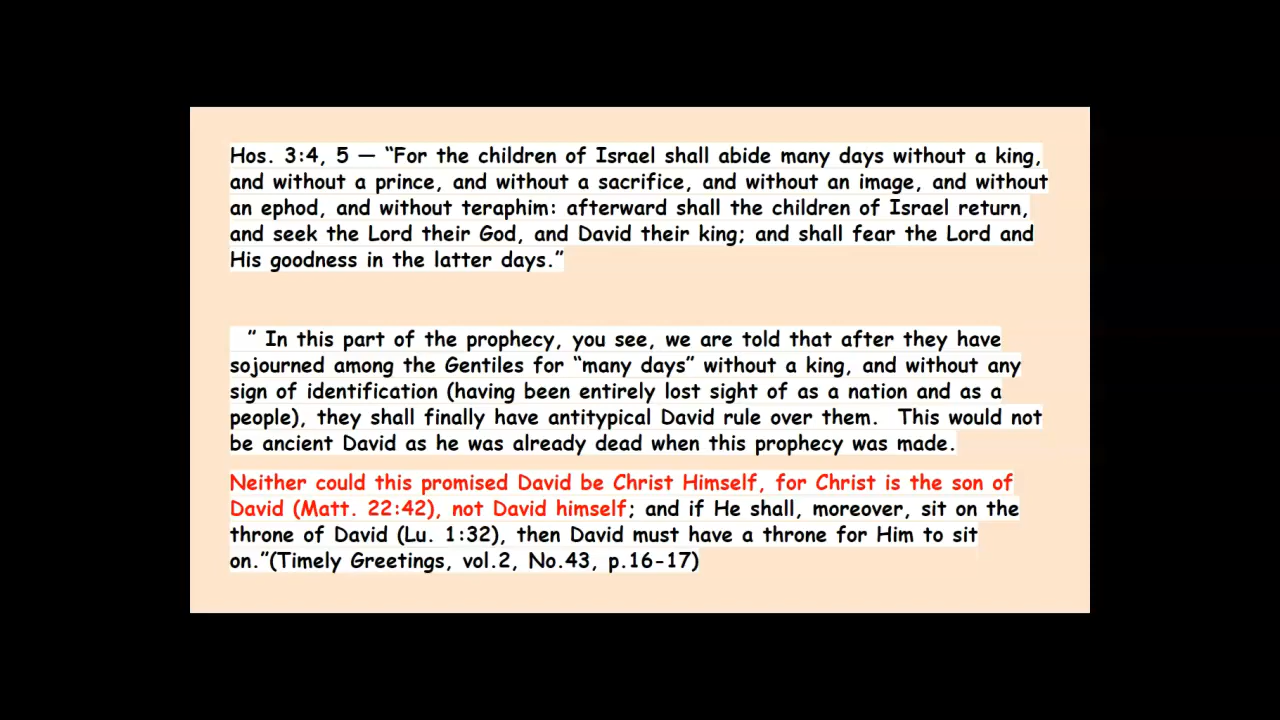 Hos. 3:4, 5 — “For the children of Israel shall abide many days without a king,
and without a prince, and without a sacrifice, and without an image, and without
an ephod, and without teraphim: afterward shall the children of Israel return,
and seek the Lord their God, and David their king; and shall fear the Lord and
His goodness in the latter days.”
” In this part of the prophecy, you see, we are told that after they have
sojourned among the Gentiles for “many days” without a king, and without any
sign of identification (having been entirely lost sight of as a nation and as a
people), they shall finally have antitypical David rule over them.  This would not
be ancient David as he was already dead when this prophecy was made.
Neither could this promised David be Christ Himself, for Christ is the son of
David (Matt. 22:42), not David himself; and if He shall, moreover, sit on the
throne of David (Lu. 1:32), then David must have a throne for Him to sit
on.”(Timely Greetings, vol.2, No.43, p.16-17)